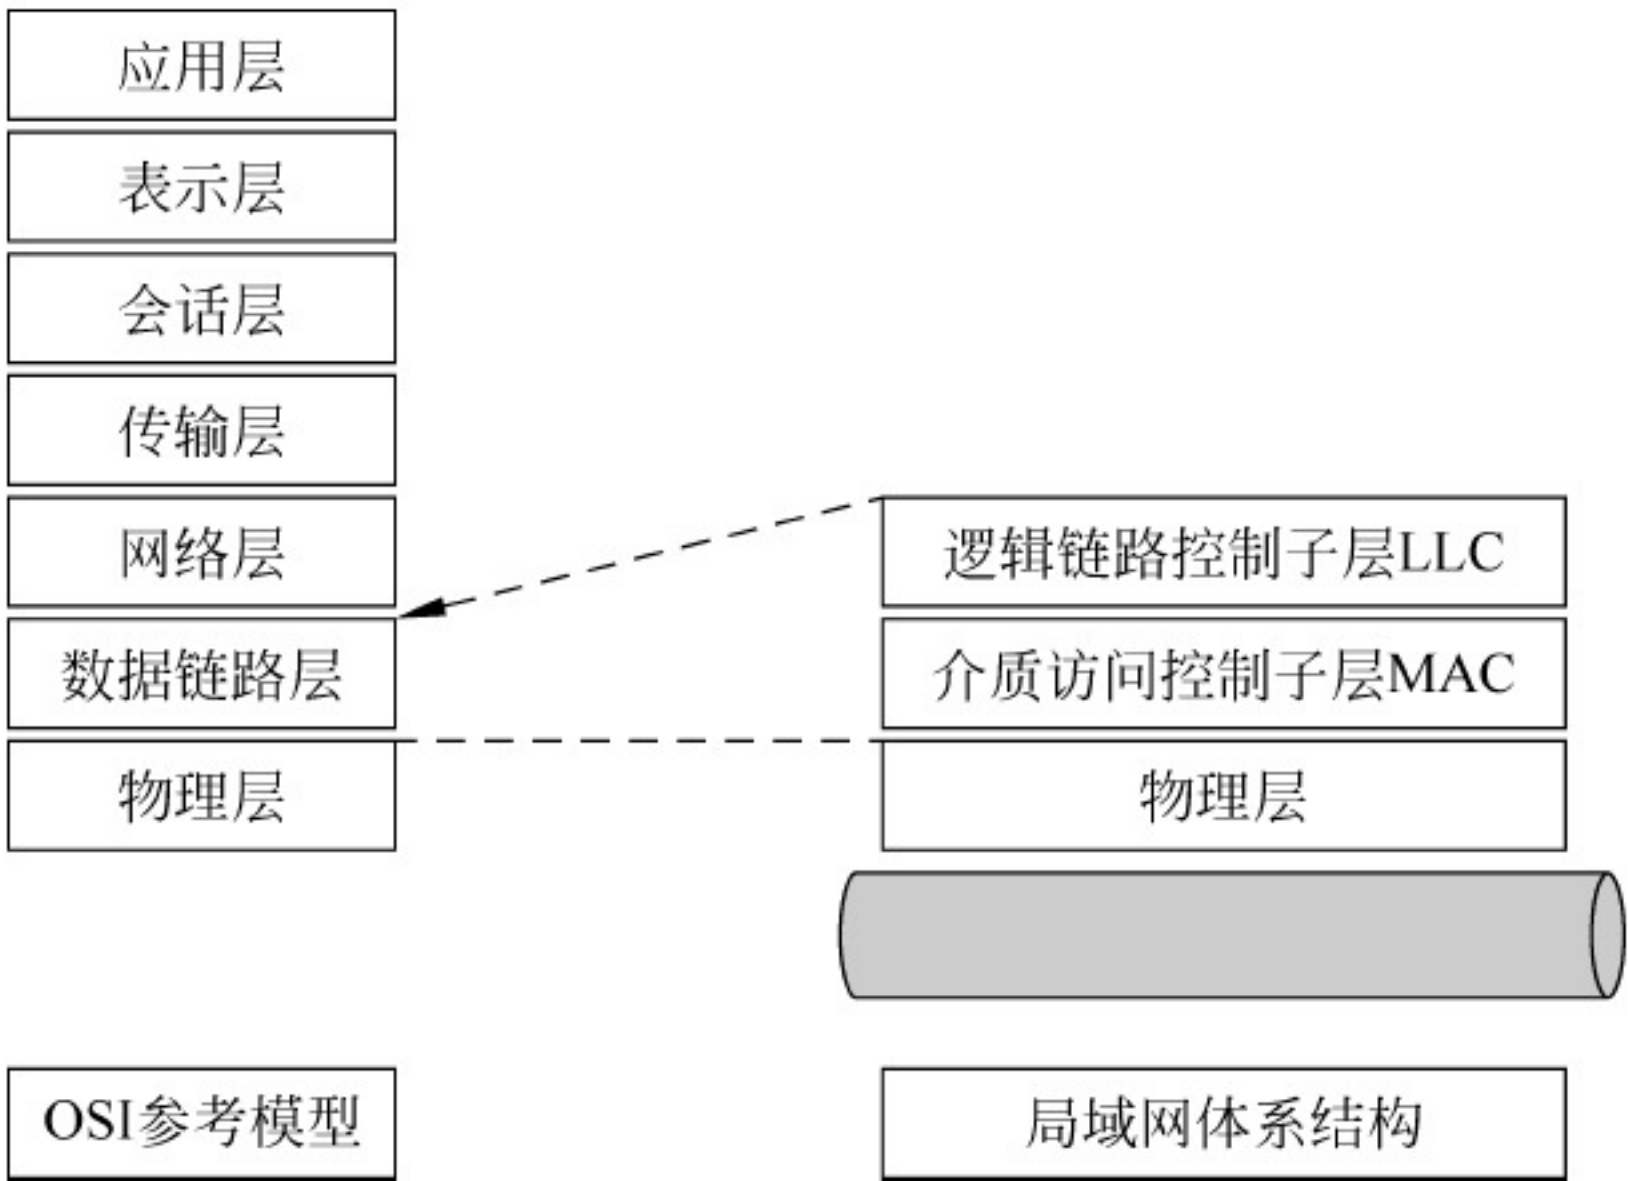 应用层
表示层
会话层
传输层
网络层
数据链路层
物理层
逻辑链路控制子层LLC
介质访问控制子层MAC
物理层
OSI参考模型
局域网体系结构